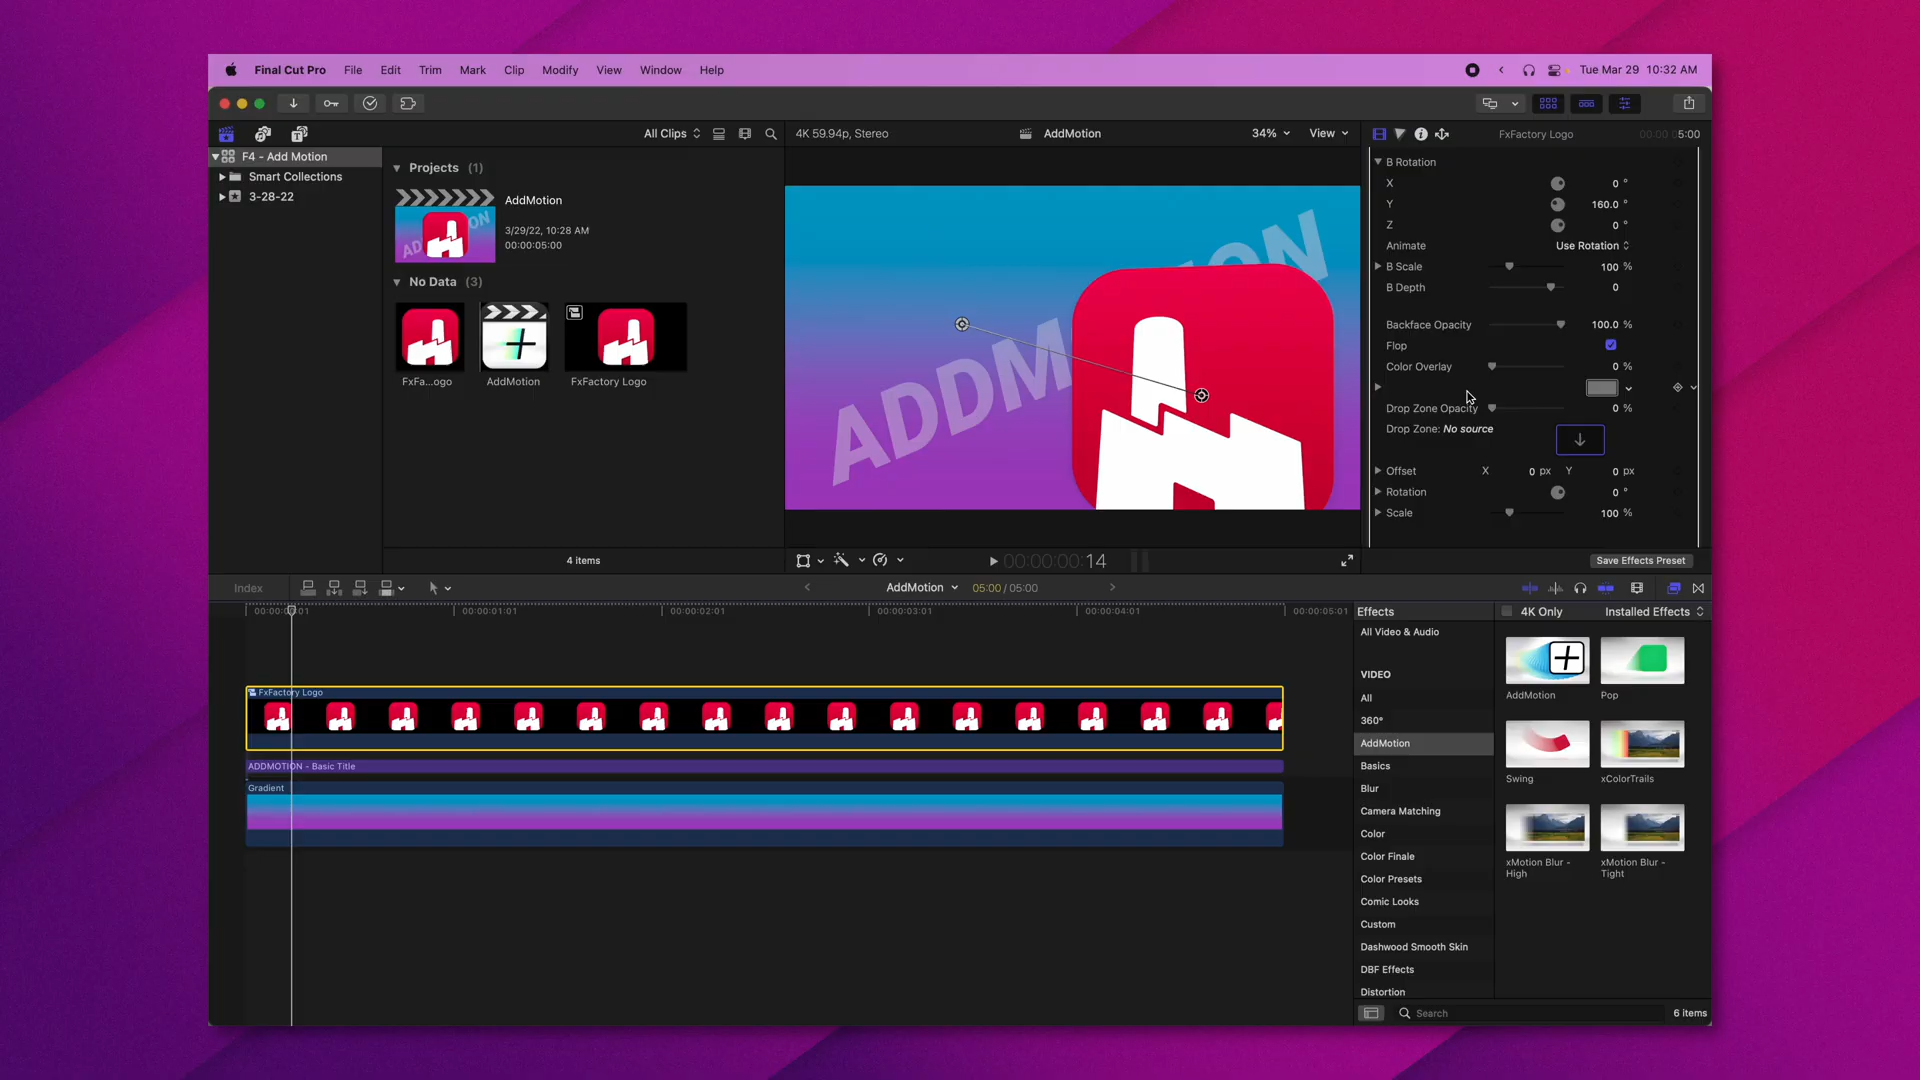 Final Cut Pro File Edit Trim Mark Clip Modify View Window Help Tue Mar 29 10:32 AM
All Clips 4K 59.94p, Stereo AddMotion 34% View FxFactory Logo 00:00:05:00
F4 - Add Motion
Smart Collections
3-28-22
Projects (1)
AddMotion
3/29/22, 10:28 AM
00:00:05:00
No Data (3)
FxFa...ogo AddMotion FxFactory Logo
4 items
ADDMOTION
ADDM
ON
00:00:00:14
B Rotation
X 0 °
Y 160.0 °
Z 0 °
Animate Use Rotation
B Scale 100 %
B Depth 0
Backface Opacity 100.0 %
Flop
Color Overlay 0 %
Drop Zone Opacity 0 %
Drop Zone: No source
Offset X 0 px Y 0 px
Rotation 0 °
Scale 100 %
Save Effects Preset
Index AddMotion 05:00 / 05:00
00:00:01:01 00:00:02:01 00:00:03:01 00:00:04:01 00:00:05:01
FxFactory Logo
ADDMOTION - Basic Title
Gradient
Effects 4K Only Installed Effects
All Video & Audio
VIDEO
All
360°
AddMotion
Basics
Blur
Camera Matching
Color
Color Finale
Color Presets
Comic Looks
Custom
Dashwood Smooth Skin
DBF Effects
Distortion
AddMotion Pop
Swing xColorTrails
xMotion Blur - High
xMotion Blur - Tight
Search 6 items